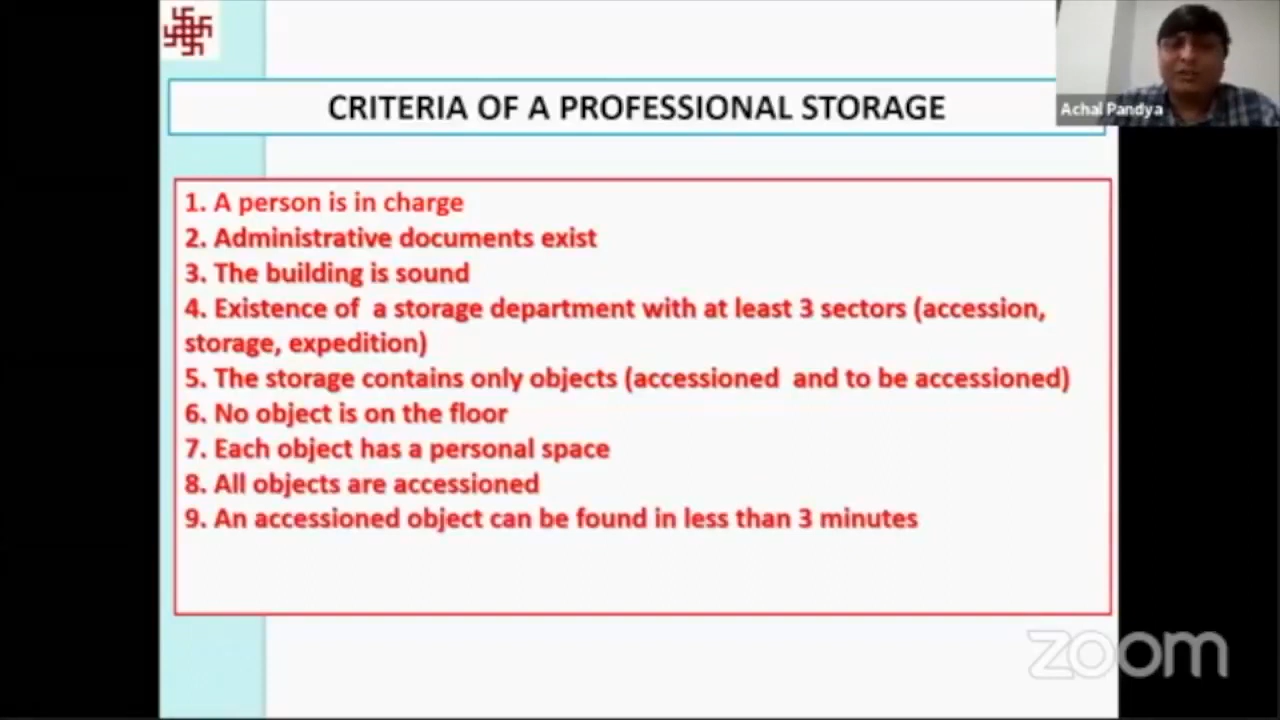 CRITERIA OF A PROFESSIONAL STORAGE
Achal Pandya
1. A person is in charge
2. Administrative documents exist
3. The building is sound
4. Existence of a storage department with at least 3 sectors (accession,
storage, expedition)
5. The storage contains only objects (accessioned and to be accessioned)
6. No object is on the floor
7. Each object has a personal space
8. All objects are accessioned
9. An accessioned object can be found in less than 3 minutes
zoom